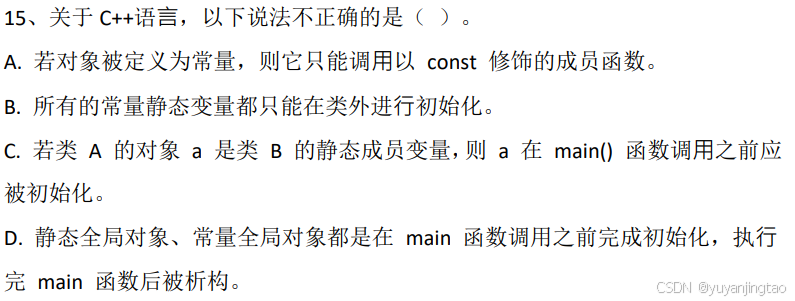 15、关于 C++语言，以下说法不正确的是（ ）。
A. 若对象被定义为常量，则它只能调用以 const 修饰的成员函数。
B. 所有的常量静态变量都只能在类外进行初始化。
C. 若类 A 的对象 a 是类 B 的静态成员变量，则 a 在 main() 函数调用之前应
被初始化。
D. 静态全局对象、常量全局对象都是在 main 函数调用之前完成初始化，执行
完 main 函数后被析构。
CSDN @yuyanjingtao